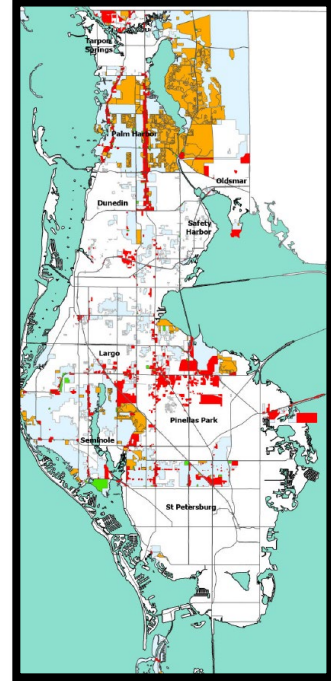 Tarpon
Springs
Palm Harbor
Oldsmar
Dunedin
Safety
Harbor
Largo
Pinellas Park
Seminole
St Petersburg